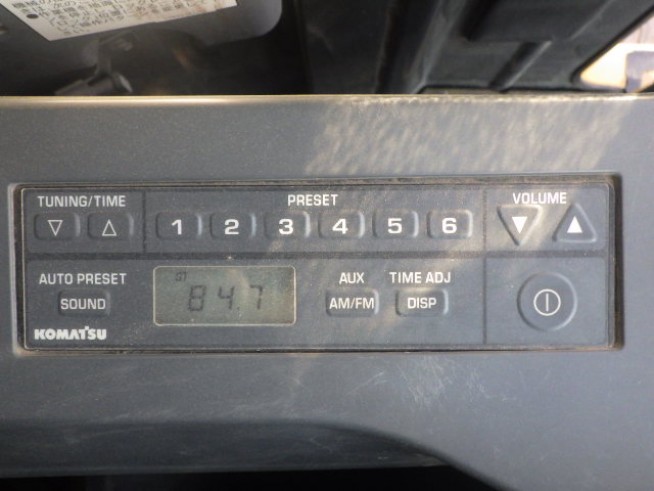 TUNING/TIME
PRESET
VOLUME
1 2 3 4 5 6
AUTO PRESET
SOUND
84.7
AUX
AM/FM
TIME ADJ
DISP
KOMATSU